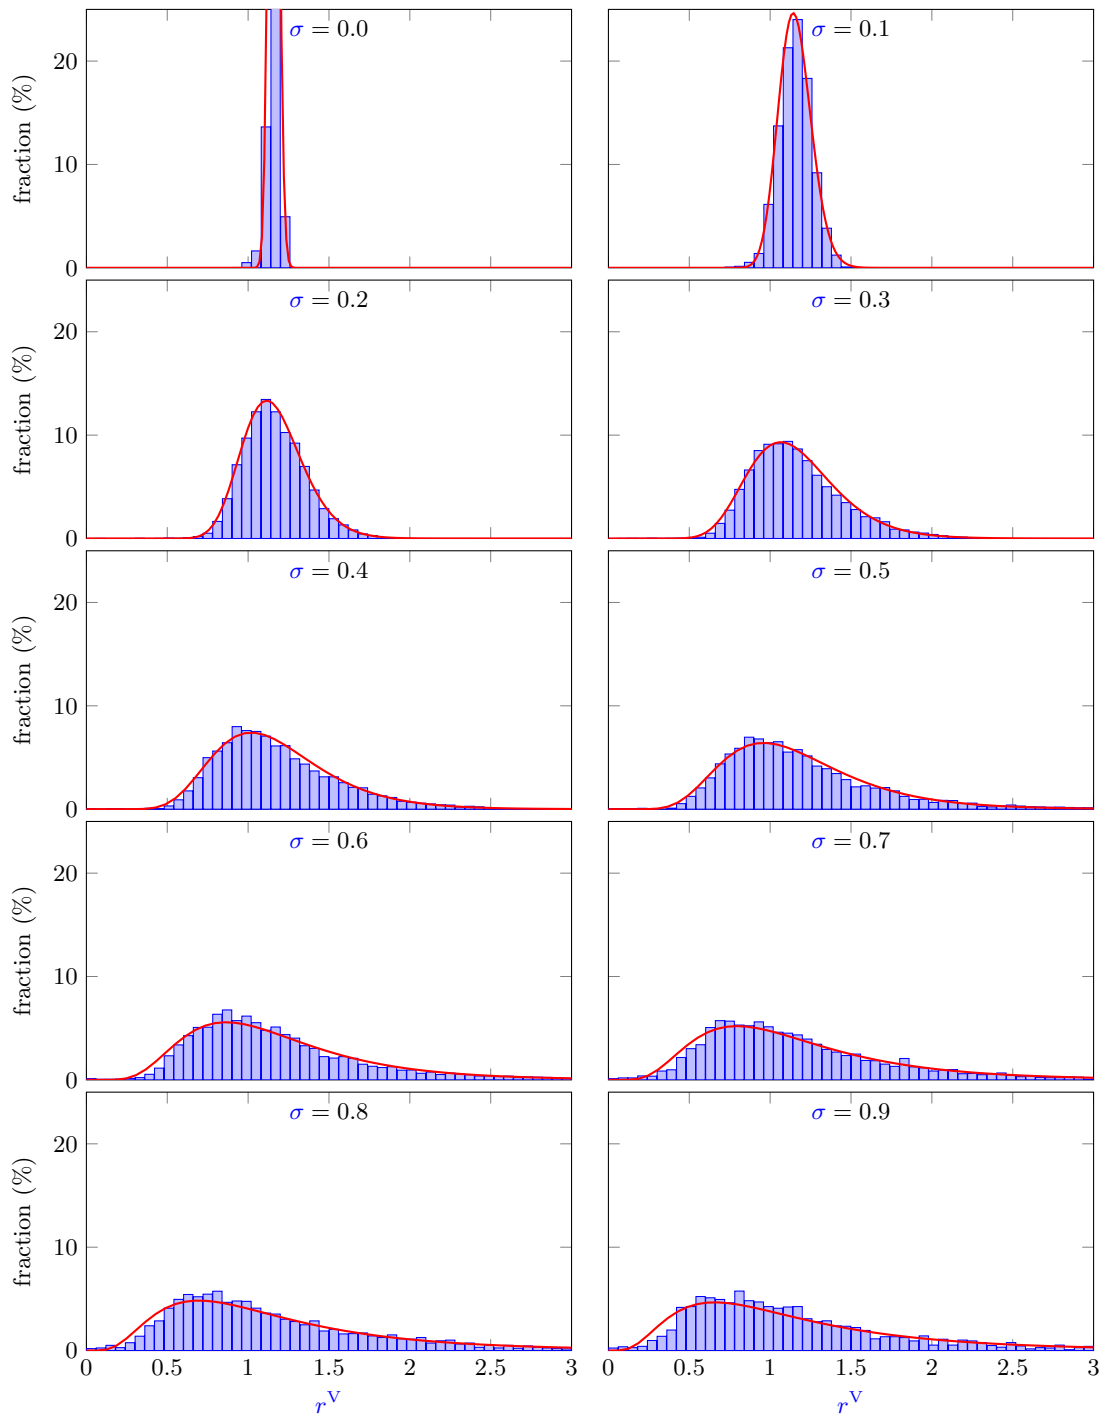 σ = 0.0
σ = 0.1
20
10
0
fraction (%)
σ = 0.2
σ = 0.3
20
10
0
fraction (%)
σ = 0.4
σ = 0.5
20
10
0
fraction (%)
σ = 0.6
σ = 0.7
20
10
0
fraction (%)
σ = 0.8
σ = 0.9
20
10
0
fraction (%)
0 0.5 1 1.5 2 2.5 3
0 0.5 1 1.5 2 2.5 3
r^V
r^V